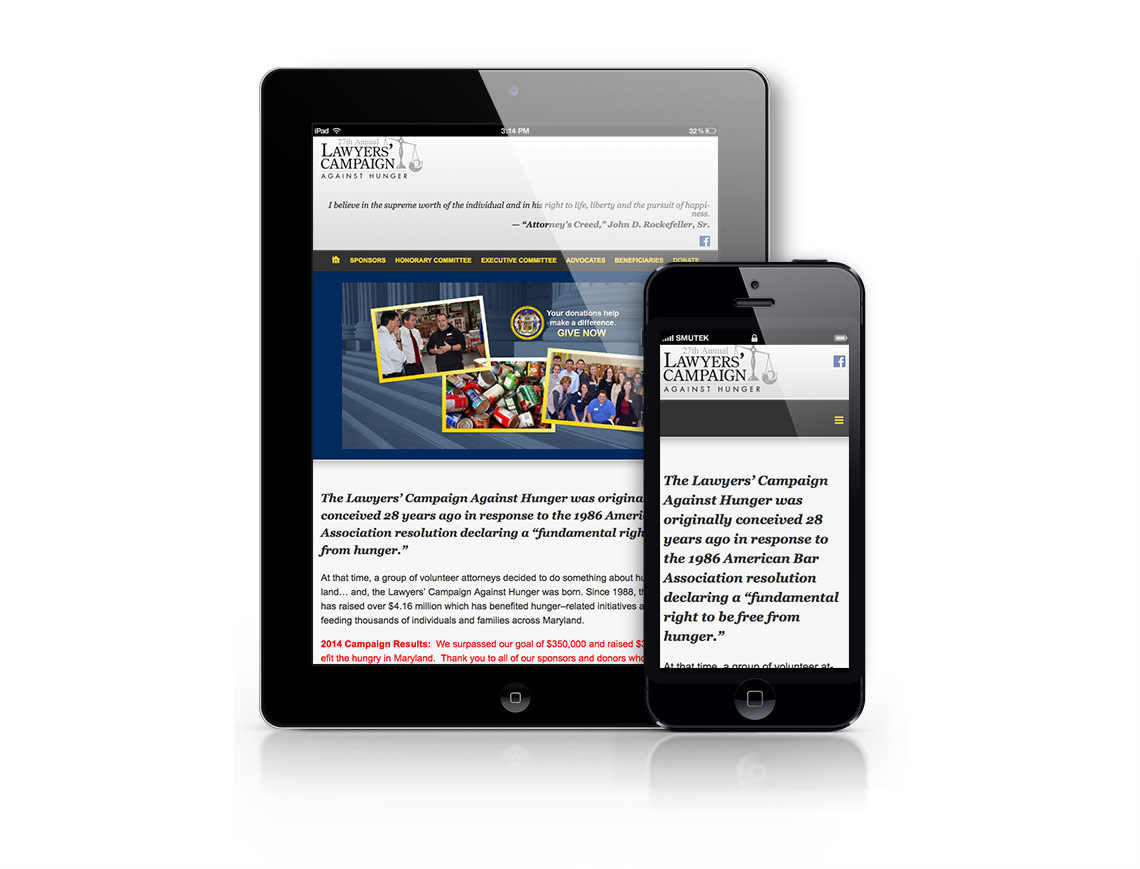 iPad 3:14 PM 32%
27th Annual
LAWYERS'
CAMPAIGN
AGAINST HUNGER
I believe in the supreme worth of the individual and in his right to life, liberty and the pursuit of happi-
ness.
— “Attorney’s Creed,” John D. Rockefeller, Sr.
f
SPONSORS HONORARY COMMITTEE EXECUTIVE COMMITTEE ADVOCATES BENEFICIARIES DONATE
Your donations help
make a difference.
GIVE NOW
The Lawyers’ Campaign Against Hunger was origina
conceived 28 years ago in response to the 1986 Ameri
Association resolution declaring a “fundamental righ
from hunger.”
At that time, a group of volunteer attorneys decided to do something about hu
land… and, the Lawyers’ Campaign Against Hunger was born. Since 1988, th
has raised over $4.16 million which has benefited hunger–related initiatives a
feeding thousands of individuals and families across Maryland.
2014 Campaign Results: We surpassed our goal of $350,000 and raised $3
efit the hungry in Maryland. Thank you to all of our sponsors and donors who
SMUTEK
27th Annual
LAWYERS'
CAMPAIGN
AGAINST HUNGER
f
The Lawyers’ Campaign
Against Hunger was
originally conceived 28
years ago in response to
the 1986 American Bar
Association resolution
declaring a “fundamental
right to be free from
hunger.”
At that time, a group of volunteer at-